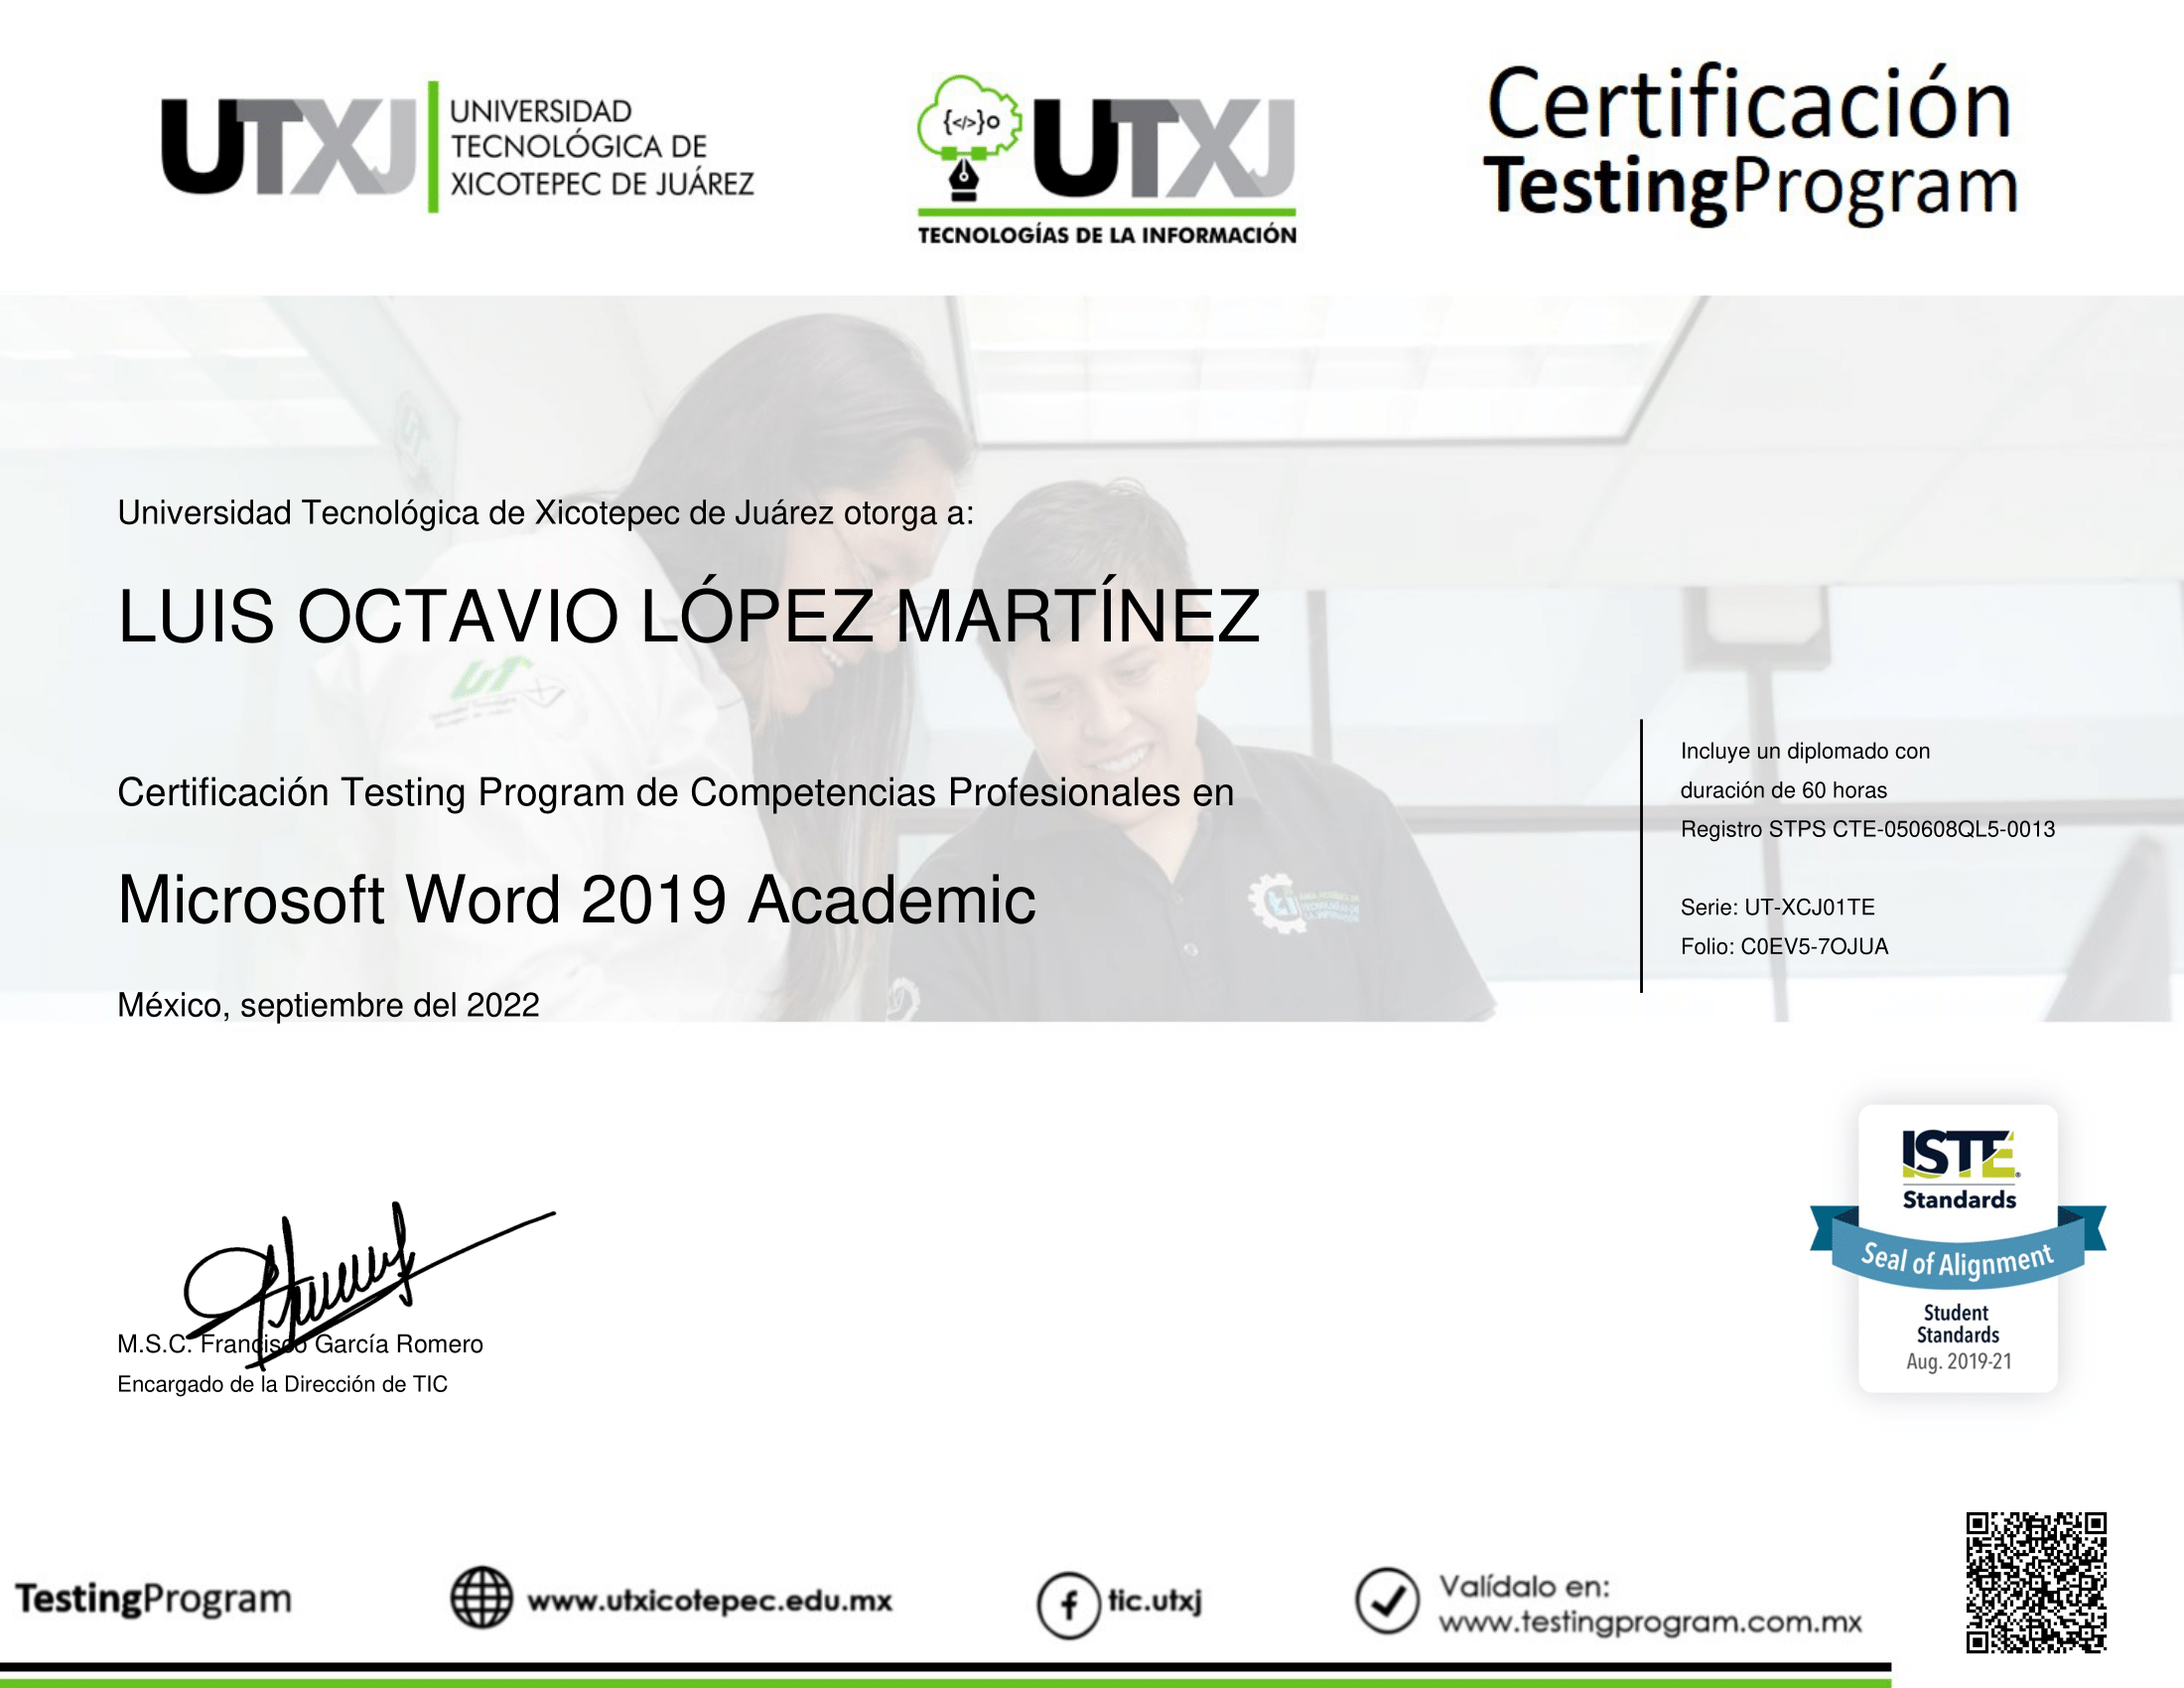 UTXJ
UNIVERSIDAD
TECNOLÓGICA DE
XICOTEPEC DE JUÁREZ
{</>}
UTXJ
TECNOLOGÍAS DE LA INFORMACIÓN
Certificación
TestingProgram
Universidad Tecnológica de Xicotepec de Juárez otorga a:
LUIS OCTAVIO LÓPEZ MARTÍNEZ
Certificación Testing Program de Competencias Profesionales en
Microsoft Word 2019 Academic
México, septiembre del 2022
Incluye un diplomado con
duración de 60 horas
Registro STPS CTE-050608QL5-0013
Serie: UT-XCJ01TE
Folio: C0EV5-7OJUA
ISTE®
Standards
Seal of Alignment
Student
Standards
Aug. 2019-21
M.S.C. Francisco García Romero
Encargado de la Dirección de TIC
TestingProgram
www.utxicotepec.edu.mx
f tic.utxj
Valídalo en:
www.testingprogram.com.mx